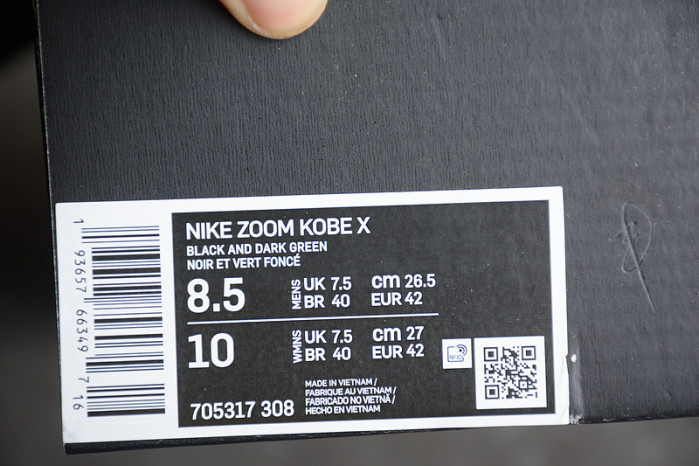 NIKE ZOOM KOBE X
BLACK AND DARK GREEN
NOIR ET VERT FONCÉ
8.5 MENS UK 7.5 cm 26.5
BR 40 EUR 42
10 WMNS UK 7.5 cm 27
BR 40 EUR 42
705317 308
MADE IN VIETNAM /
FABRIQUE AU VIETNAM /
FABRICADO NO VIETNÃ /
HECHO EN VIETNAM
1 93657 66349 7 16